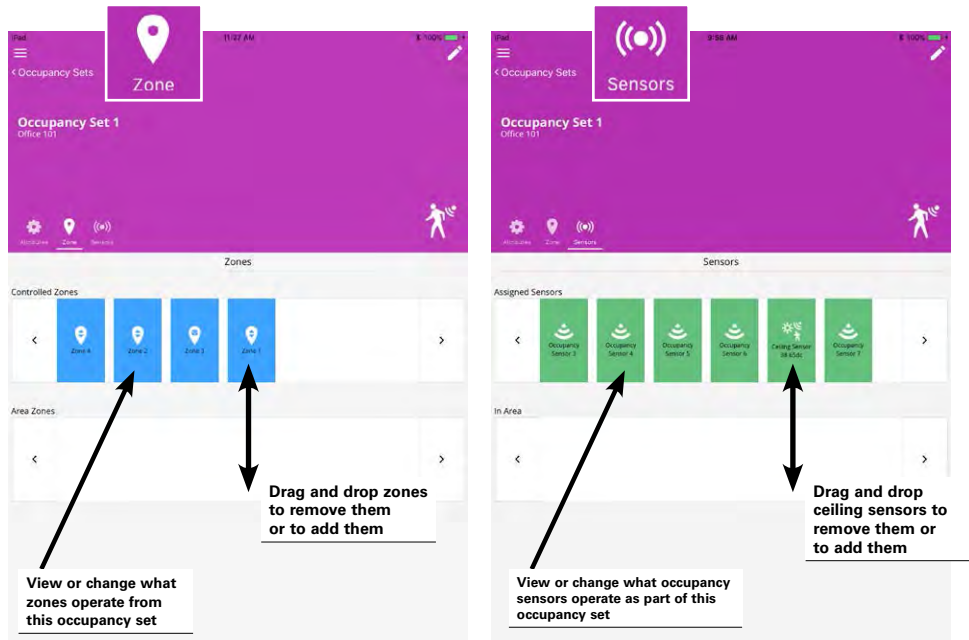 iPad
11:27 AM
100%
Zone
< Occupancy Sets
Occupancy Set 1
Office 101
Attributes
Zone
Sensors
Zones
Controlled Zones
<
Zone 4
Zone 2
Zone 3
Zone 1
>
Area Zones
<
>
Drag and drop zones
to remove them
or to add them
View or change what
zones operate from
this occupancy set
iPad
9:58 AM
100%
Sensors
< Occupancy Sets
Occupancy Set 1
Office 101
Attributes
Zone
Sensors
Sensors
Assigned Sensors
<
Occupancy
Sensor 3
Occupancy
Sensor 4
Occupancy
Sensor 5
Occupancy
Sensor 6
Ceiling Sensor
Occupancy
Sensor 7
>
In Area
<
>
Drag and drop
ceiling sensors to
remove them or
to add them
View or change what occupancy
sensors operate as part of this
occupancy set